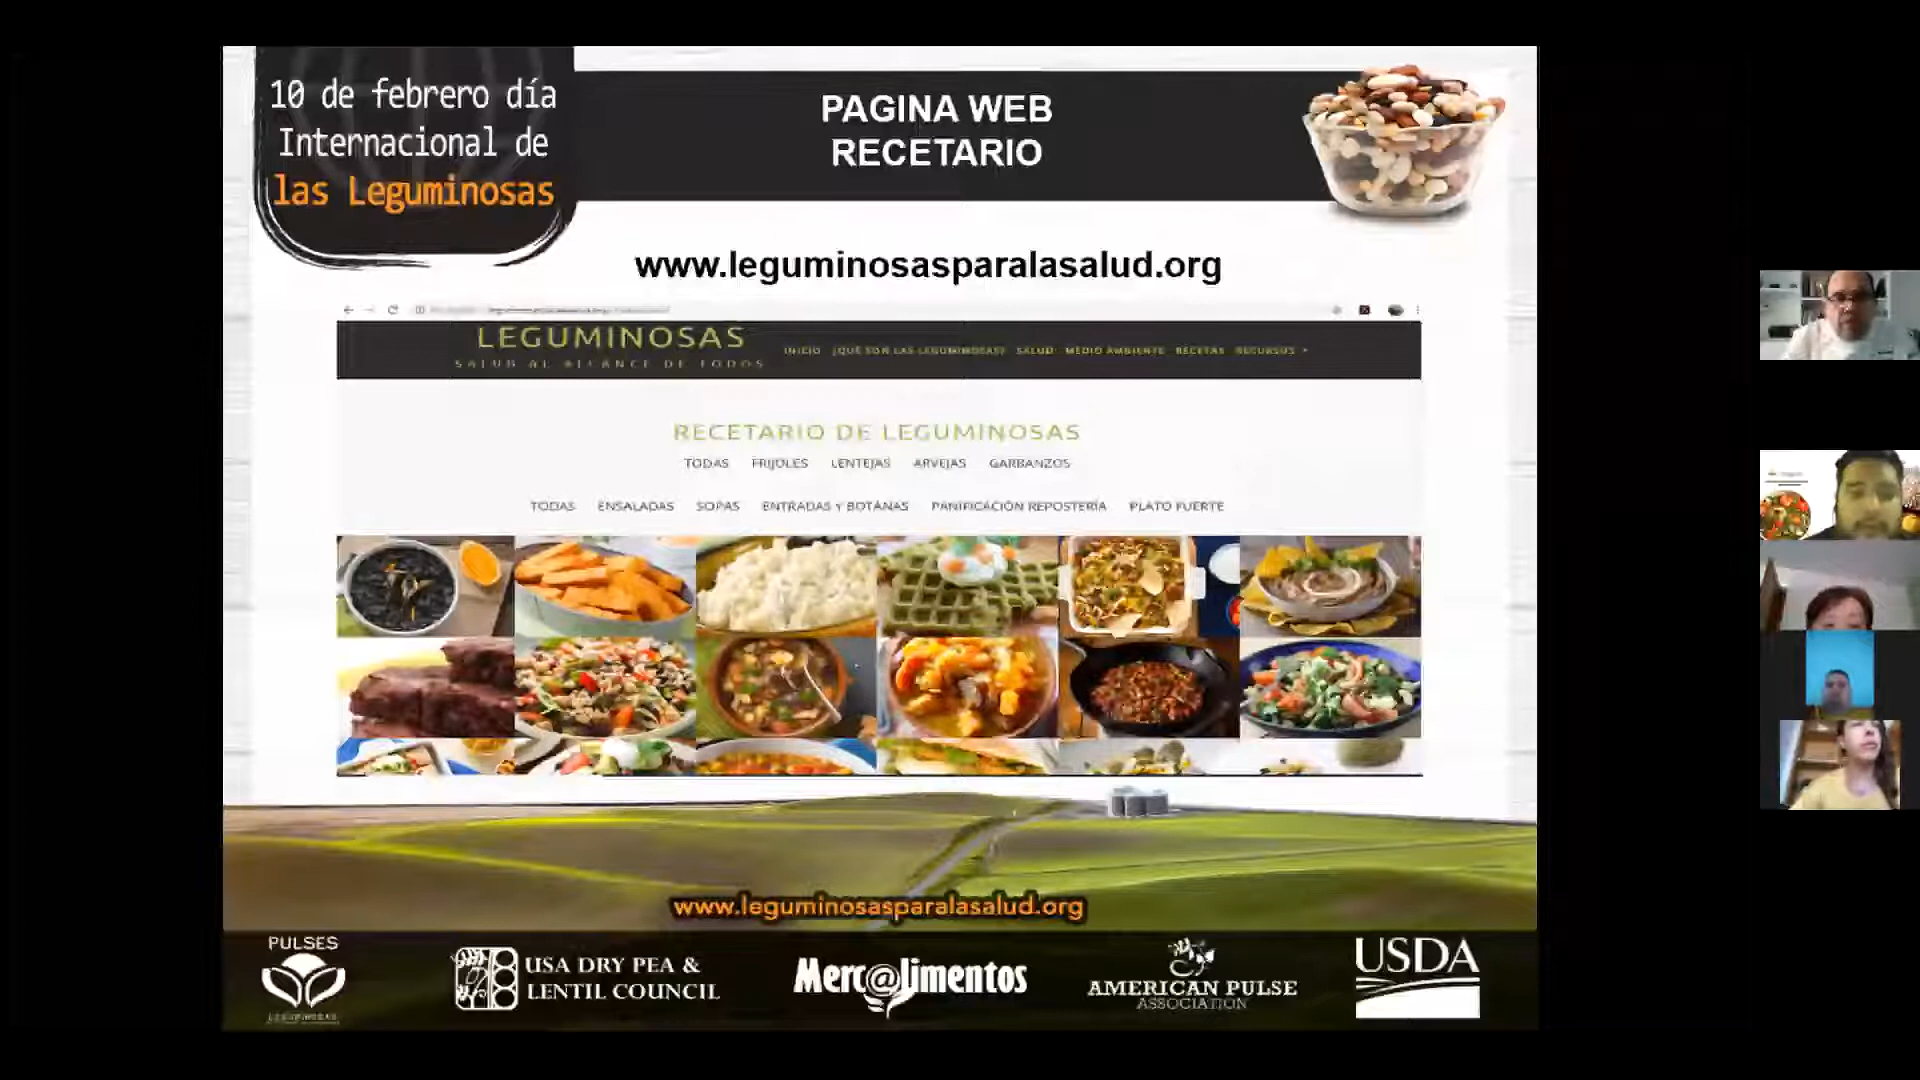 10 de febrero día
Internacional de
las Leguminosas
PAGINA WEB
RECETARIO
www.leguminosasparalasalud.org
LEGUMINOSAS
SALUD AL ALCANCE DE TODOS
INICIO ¿QUÉ SON LAS LEGUMINOSAS? SALUD MEDIO AMBIENTE RECETAS RECURSOS
RECETARIO DE LEGUMINOSAS
TODAS FRIJOLES LENTEJAS ARVEJAS GARBANZOS
TODAS ENSALADAS SOPAS ENTRADAS Y BOTANAS PANIFICACIÓN REPOSTERÍA PLATO FUERTE
www.leguminosasparalasalud.org
PULSES
LEGUMINOSAS
USA DRY PEA &
LENTIL COUNCIL
Merc@limentos
AMERICAN PULSE
ASSOCIATION
USDA